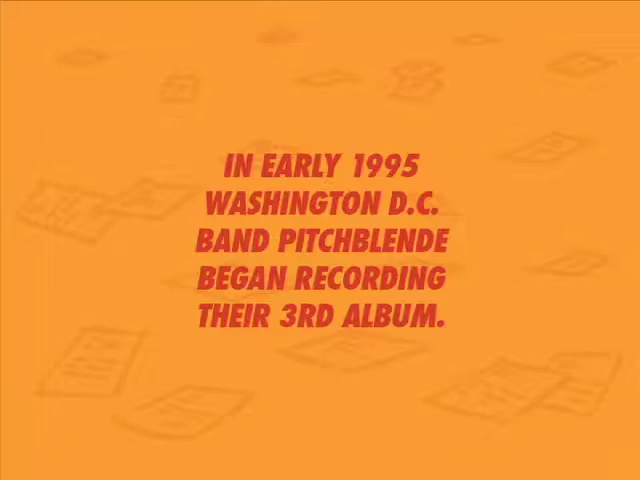 IN EARLY 1995
WASHINGTON D.C.
BAND PITCHBLENDE
BEGAN RECORDING
THEIR 3RD ALBUM.